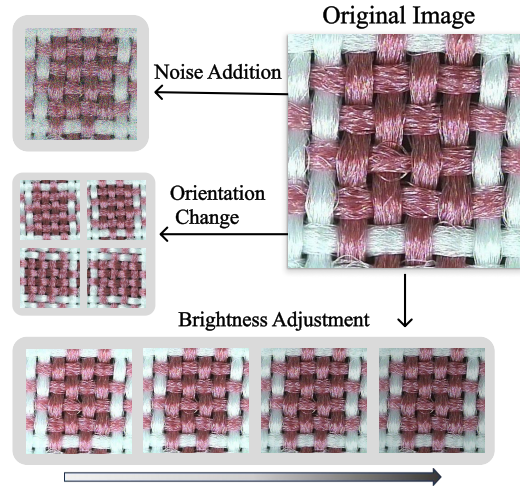 Original Image
Noise Addition
Orientation
Change
Brightness Adjustment